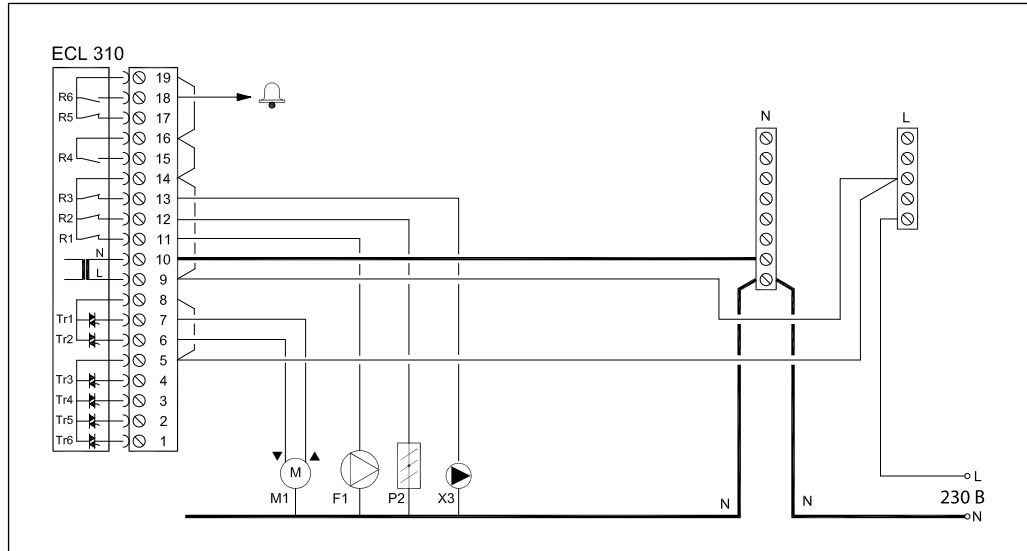 ECL 310
19
R6 18
R5 17
16
R4 15
14
R3 13
R2 12
R1 11
N 10
L 9
8
Tr1 7
Tr2 6
5
Tr3 4
Tr4 3
Tr5 2
Tr6 1
N
L
M
M1 F1 P2 X3
N N
L
230 В
N